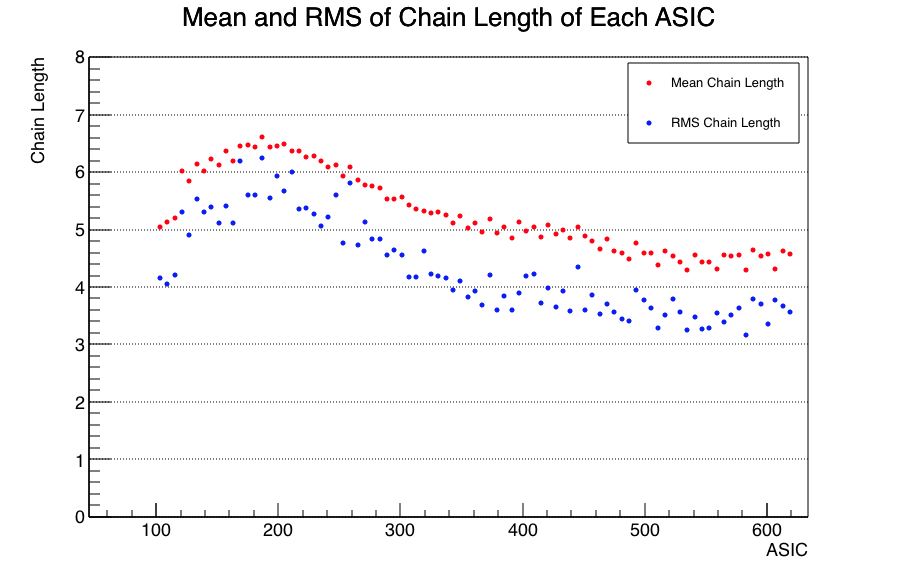 Mean and RMS of Chain Length of Each ASIC
Chain Length
8
7
6
5
4
3
2
1
0
Mean Chain Length
RMS Chain Length
100 200 300 400 500 600
ASIC